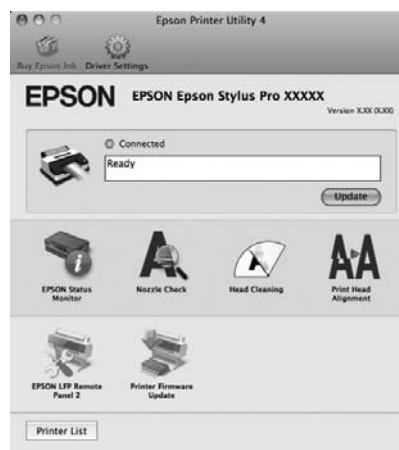 Epson Printer Utility 4
Buy Epson Ink Driver Settings
EPSON EPSON Epson Stylus Pro XXXXX
Version X.XX (X.XX)
Connected
Ready
Update
EPSON Status
Monitor
Nozzle Check
Head Cleaning
Print Head
Alignment
EPSON LFP Remote
Panel 2
Printer Firmware
Update
Printer List